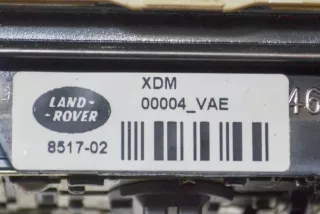 XDM
LAND-
-ROVER
00004_VAE
8517-02
46